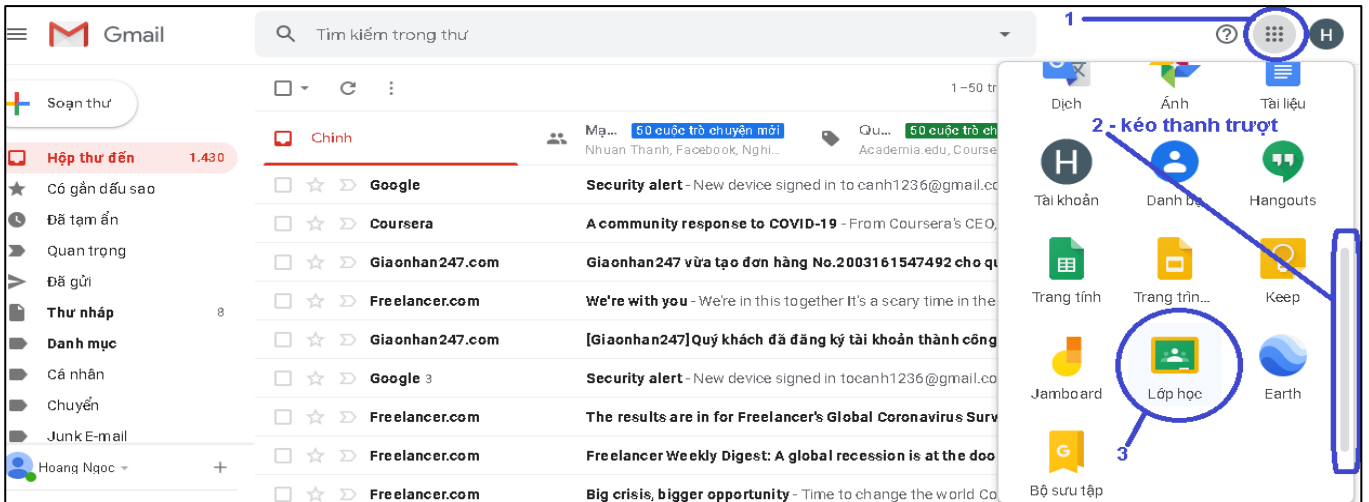 1
Gmail
Tìm kiếm trong thư
H
Soạn thư
1–50 tr
Chính
Mạ... 50 cuộc trò chuyện mới
Nhuan Thanh, Facebook, Nghi...
Qu... 50 cuộc trò ch
Academia.edu, Course
Hộp thư đến 1.430
Có gắn dấu sao
Đã tạm ẩn
Quan trọng
Đã gửi
Thư nháp 8
Danh mục
Cá nhân
Chuyển
Junk E-mail
Hoang Ngoc
Google Security alert - New device signed in to canh1236@gmail.co
Coursera A community response to COVID-19 - From Coursera's CEO,
Giaonhan247.com Giaonhan247 vừa tạo đơn hàng No.2003161547492 cho qu
Freelancer.com We're with you - We're in this together It's a scary time in the
Giaonhan247.com [Giaonhan247] Quý khách đã đăng ký tài khoản thành công
Google 3 Security alert - New device signed in tocanh1236@gmail.co
Freelancer.com The results are in for Freelancer's Global Coronavirus Surv
Freelancer.com Freelancer Weekly Digest: A global recession is at the doo
Freelancer.com Big crisis, bigger opportunity - Time to change the world Co
Dịch Ảnh Tài liệu
2 - kéo thanh trượt
H
Tài khoản Danh bạ Hangouts
Trang tính Trang trìn... Keep
Jamboard Lớp học Earth
3
G
Bộ sưu tập